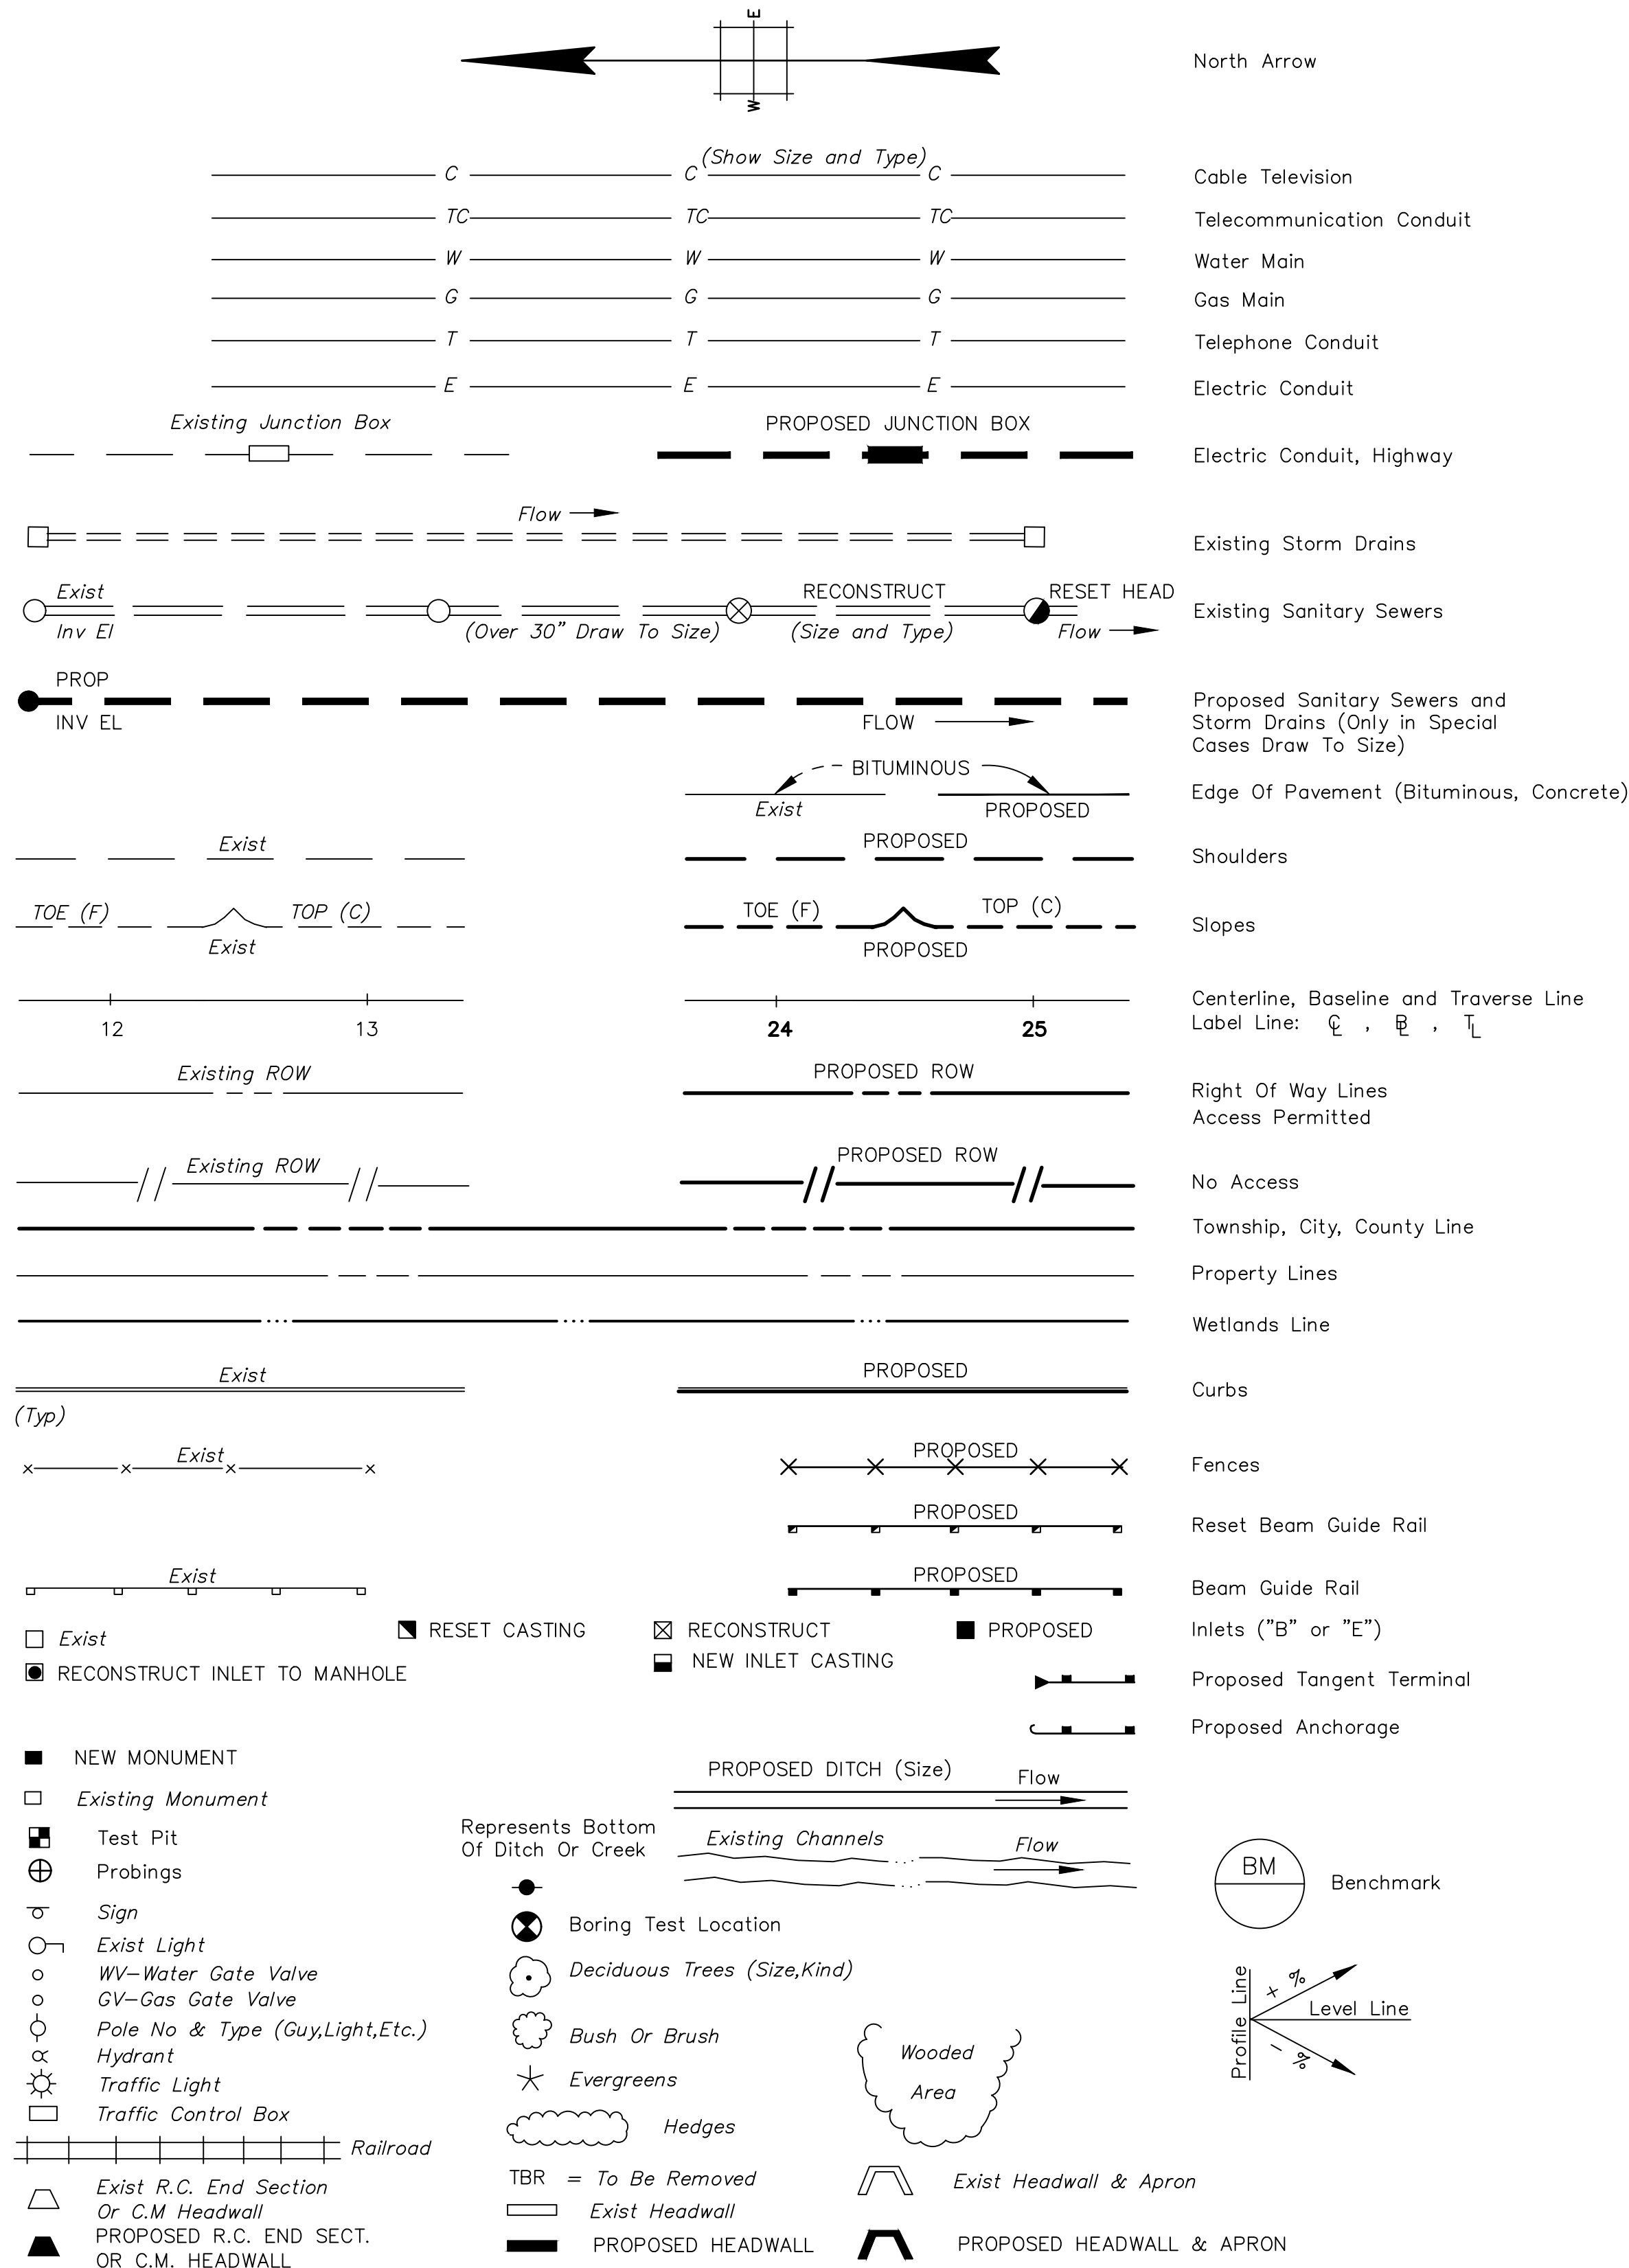 E
North Arrow
W
(Show Size and Type)
C C C Cable Television
TC TC TC Telecommunication Conduit
W W W Water Main
G G G Gas Main
T T T Telephone Conduit
E E E Electric Conduit
Existing Junction Box PROPOSED JUNCTION BOX
Electric Conduit, Highway
Flow
Existing Storm Drains
Exist RECONSTRUCT RESET HEAD
Existing Sanitary Sewers
Inv El (Over 30" Draw To Size) (Size and Type) Flow
PROP
Proposed Sanitary Sewers and
INV EL FLOW Storm Drains (Only in Special
Cases Draw To Size)
BITUMINOUS
Edge Of Pavement (Bituminous, Concrete)
Exist PROPOSED
Exist PROPOSED
Shoulders
TOE (F) TOP (C) TOE (F) TOP (C)
Slopes
Exist PROPOSED
Centerline, Baseline and Traverse Line
12 13 24 25 Label Line: CL , BL , TL
Existing ROW PROPOSED ROW
Right Of Way Lines
Access Permitted
Existing ROW PROPOSED ROW
No Access
Township, City, County Line
Property Lines
Wetlands Line
Exist PROPOSED
Curbs
(Typ)
Exist PROPOSED
Fences
PROPOSED
Reset Beam Guide Rail
Exist PROPOSED
Beam Guide Rail
Exist RESET CASTING RECONSTRUCT PROPOSED Inlets ("B" or "E")
RECONSTRUCT INLET TO MANHOLE NEW INLET CASTING
Proposed Tangent Terminal
Proposed Anchorage
NEW MONUMENT
PROPOSED DITCH (Size) Flow
Existing Monument
Represents Bottom
Of Ditch Or Creek
Existing Channels Flow
Test Pit
Probings
BM Benchmark
Sign
Boring Test Location
Exist Light
Deciduous Trees (Size,Kind)
WV-Water Gate Valve
GV-Gas Gate Valve
Pole No & Type (Guy,Light,Etc.)
Bush Or Brush
Hydrant
Evergreens
Traffic Light
Wooded
Area
Profile Line
+ %
Level Line
- %
Traffic Control Box
Hedges
Railroad
TBR = To Be Removed
Exist Headwall & Apron
Exist R.C. End Section
Or C.M Headwall
Exist Headwall
PROPOSED R.C. END SECT.
OR C.M. HEADWALL
PROPOSED HEADWALL
PROPOSED HEADWALL & APRON